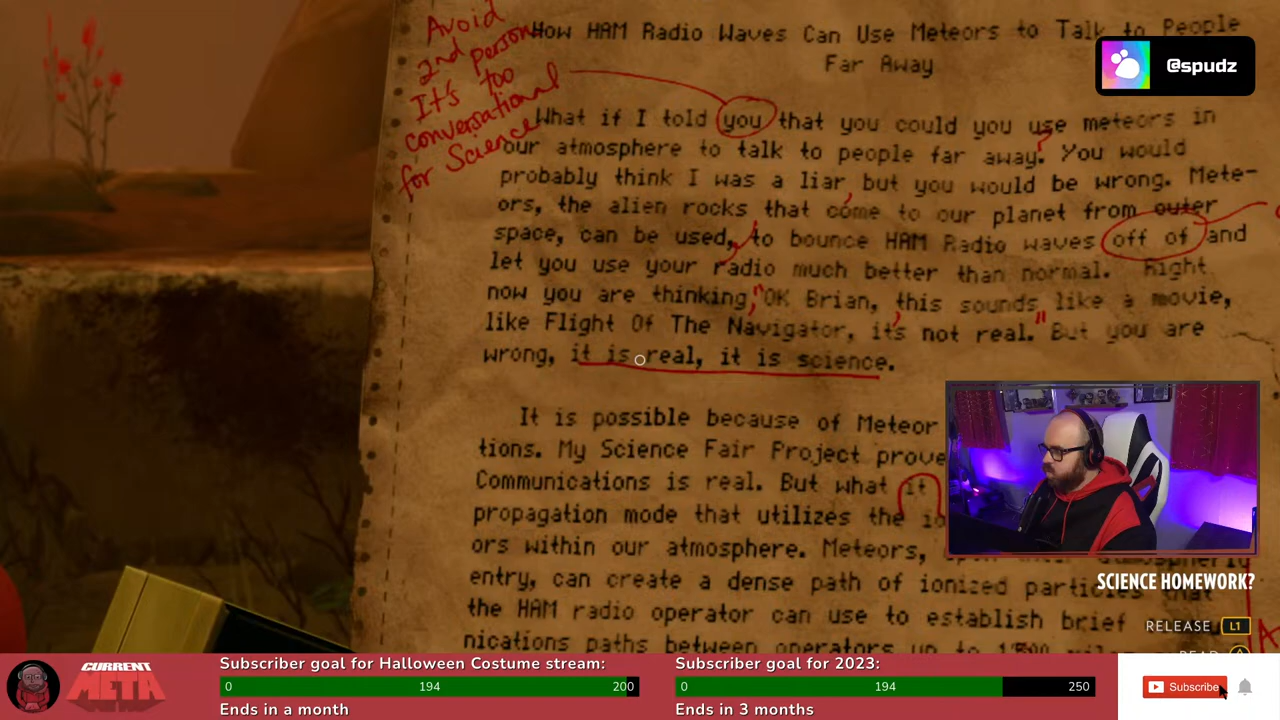 Avoid
2nd person
It's too
conversational
for Science
How HAM Radio Waves Can Use Meteors to Talk to People
Far Away
@spudz
What if I told you that you could you use meteors in
our atmosphere to talk to people far away. You would
probably think I was a liar, but you would be wrong. Mete-
ors, the alien rocks that come to our planet from outer
space, can be used, to bounce HAM Radio waves off of and
let you use your radio much better than normal. Right
now you are thinking, "OK Brian, this sounds like a movie,
like Flight Of The Navigator, it's not real." But you are
wrong, it is real, it is science.
It is possible because of Meteor
tions. My Science Fair Project prove
Communications is real. But what it
propagation mode that utilizes the
ors within our atmosphere. Meteors,
entry, can create a dense path of ionized particles that
the HAM radio operator can use to establish brief
nications paths between operators up to
SCIENCE HOMEWORK?
RELEASE L1
READ
CURRENT
META
Subscriber goal for Halloween Costume stream:
0 194 200
Ends in a month
Subscriber goal for 2023:
0 194 250
Ends in 3 months
Subscribe